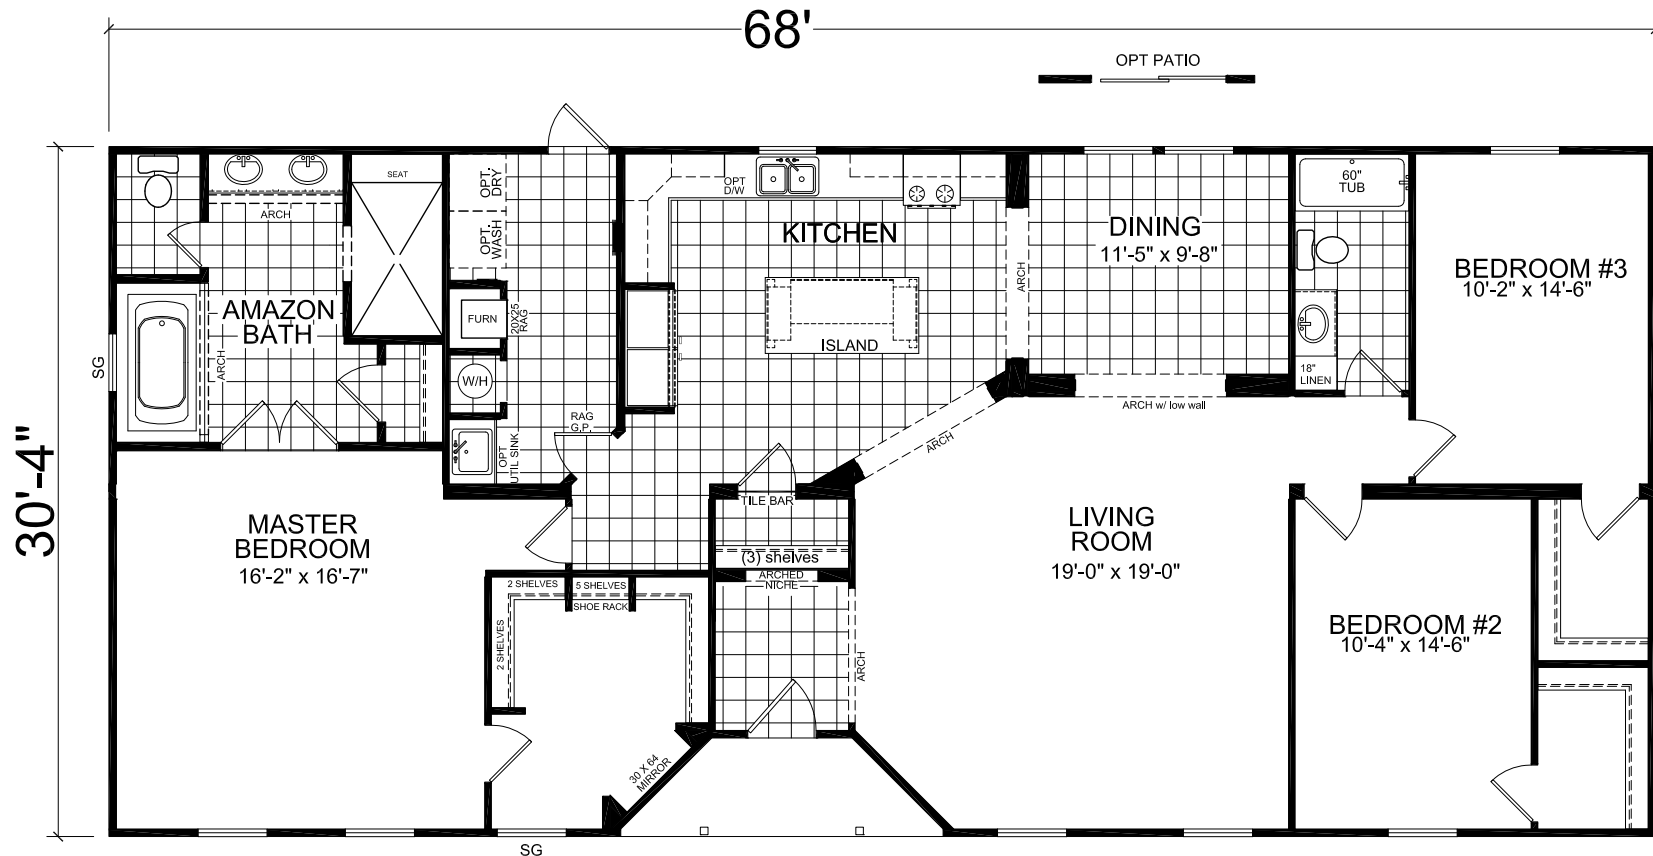 68'
OPT PATIO
30'-4"
SEAT
ARCH
OPT.
DRY
OPT.
WASH
OPT
D/W
KITCHEN
DINING
11'-5" x 9'-8"
60"
TUB
BEDROOM #3
10'-2" x 14'-6"
AMAZON
BATH
ARCH
SG
FURN
20X25
RAG
W/H
ISLAND
ARCH
18"
LINEN
ARCH w/ low wall
RAG
G.P.
OPT
UTIL SINK
ARCH
TILE BAR
(3) shelves
ARCHED
NICHE
MASTER
BEDROOM
16'-2" x 16'-7"
2 SHELVES
5 SHELVES
SHOE RACK
2 SHELVES
30 X 64
MIRROR
ARCH
LIVING
ROOM
19'-0" x 19'-0"
BEDROOM #2
10'-4" x 14'-6"
SG